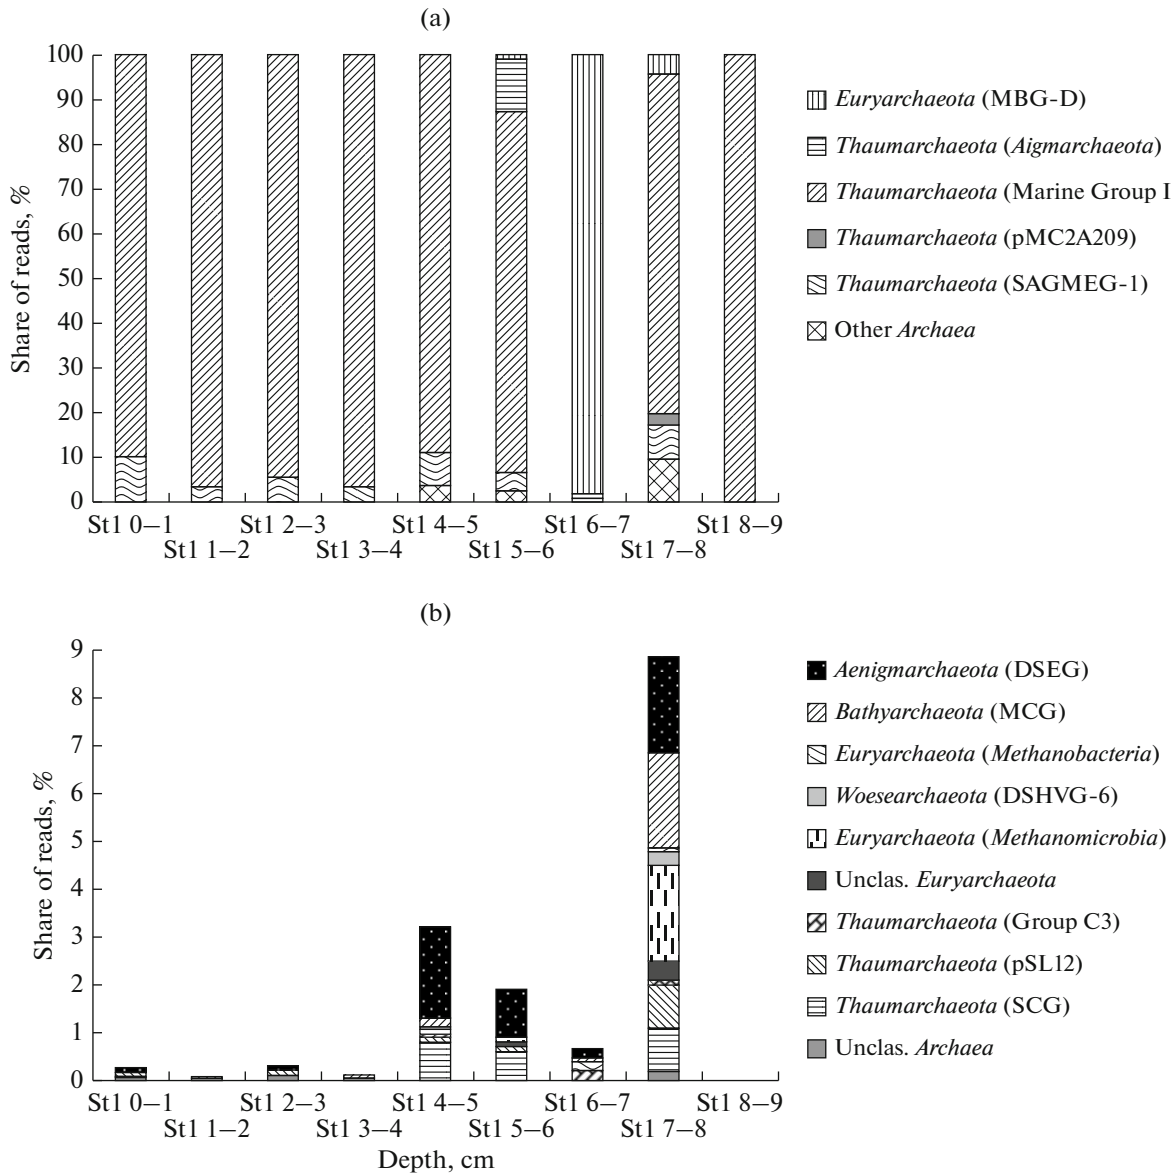 (a)
Share of reads, %
100
90
80
70
60
50
40
30
20
10
0
St1 0–1
St1 1–2
St1 2–3
St1 3–4
St1 4–5
St1 5–6
St1 6–7
St1 7–8
St1 8–9
Euryarchaeota (MBG-D)
Thaumarchaeota (Aigmarchaeota)
Thaumarchaeota (Marine Group I
Thaumarchaeota (pMC2A209)
Thaumarchaeota (SAGMEG-1)
Other Archaea
(b)
Share of reads, %
9
8
7
6
5
4
3
2
1
0
St1 0–1
St1 1–2
St1 2–3
St1 3–4
St1 4–5
St1 5–6
St1 6–7
St1 7–8
St1 8–9
Depth, cm
Aenigmarchaeota (DSEG)
Bathyarchaeota (MCG)
Euryarchaeota (Methanobacteria)
Woesearchaeota (DSHVG-6)
Euryarchaeota (Methanomicrobia)
Unclas. Euryarchaeota
Thaumarchaeota (Group C3)
Thaumarchaeota (pSL12)
Thaumarchaeota (SCG)
Unclas. Archaea